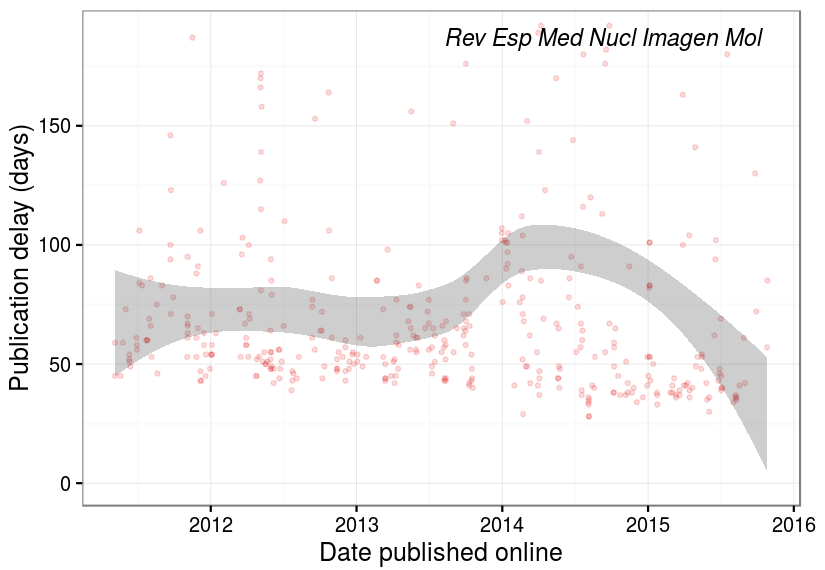 Rev Esp Med Nucl Imagen Mol
Publication delay (days)
150
100
50
0
2012 2013 2014 2015 2016
Date published online